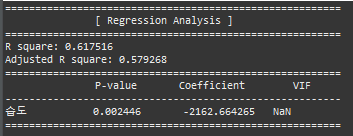 ==================================================
[ Regression Analysis ]
==================================================
R square: 0.617516
Adjusted R square: 0.579268
==================================================
P-value Coefficient VIF
--------------------------------------------------
습도 0.002446 -2162.664265 NaN
==================================================